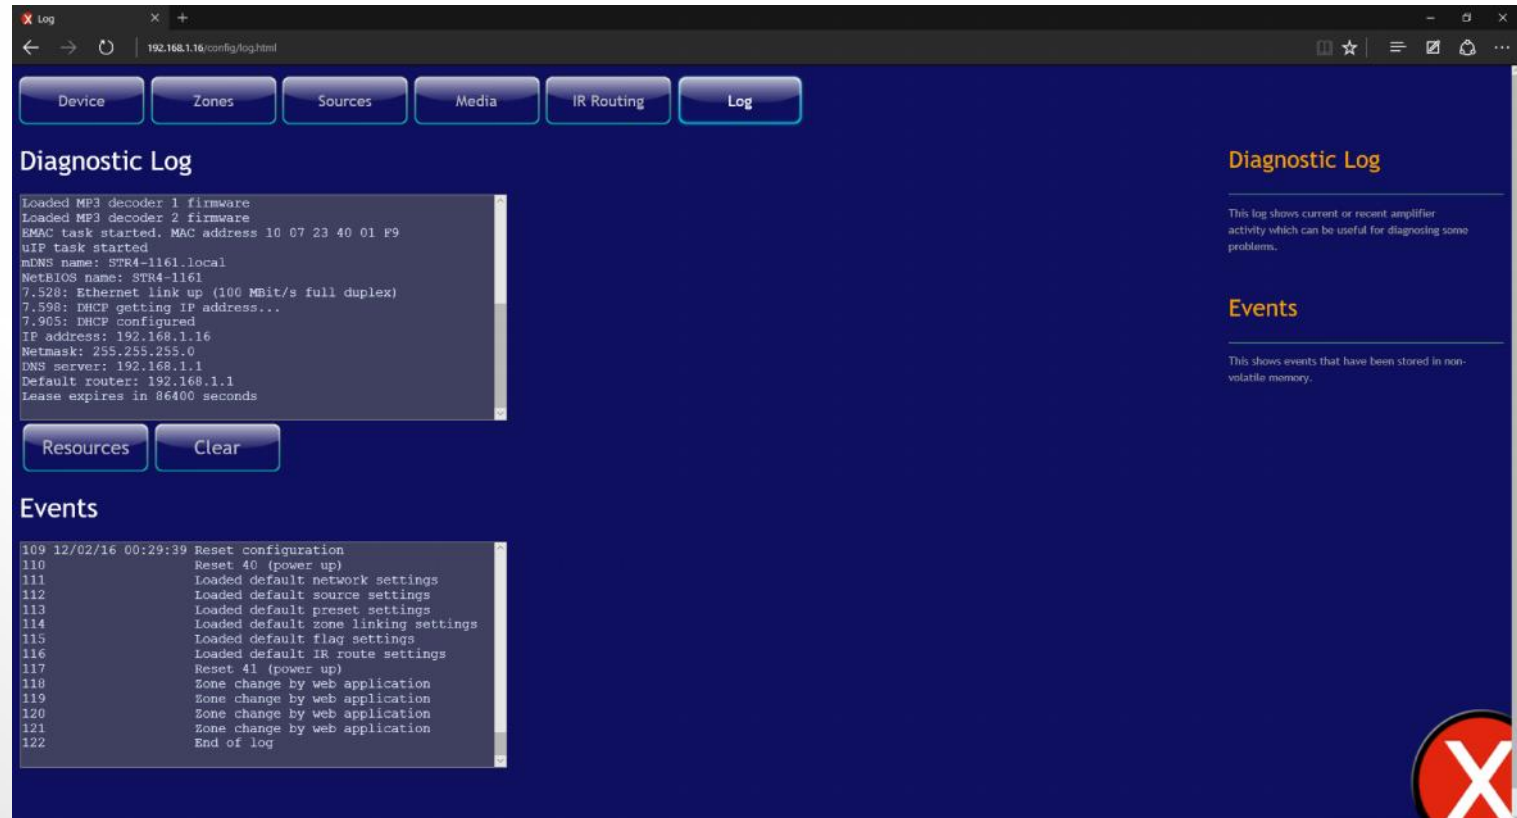 Log
192.168.1.16/config/log.html
Device
Zones
Sources
Media
IR Routing
Log
Diagnostic Log
Loaded MP3 decoder 1 firmware
Loaded MP3 decoder 2 firmware
EMAC task started. MAC address 10 07 23 40 01 F9
uIP task started
mDNS name: STR4-1161.local
NetBIOS name: STR4-1161
7.528: Ethernet link up (100 MBit/s full duplex)
7.598: DHCP getting IP address...
7.905: DHCP configured
IP address: 192.168.1.16
Netmask: 255.255.255.0
DNS server: 192.168.1.1
Default router: 192.168.1.1
Lease expires in 86400 seconds
Resources
Clear
Events
109 12/02/16 00:29:39 Reset configuration
110 Reset 40 (power up)
111 Loaded default network settings
112 Loaded default source settings
113 Loaded default preset settings
114 Loaded default zone linking settings
115 Loaded default flag settings
116 Loaded default IR route settings
117 Reset 41 (power up)
118 Zone change by web application
119 Zone change by web application
120 Zone change by web application
121 Zone change by web application
122 End of log
Diagnostic Log
This log shows current or recent amplifier
activity which can be useful for diagnosing some
problems.
Events
This shows events that have been stored in non-
volatile memory.
X